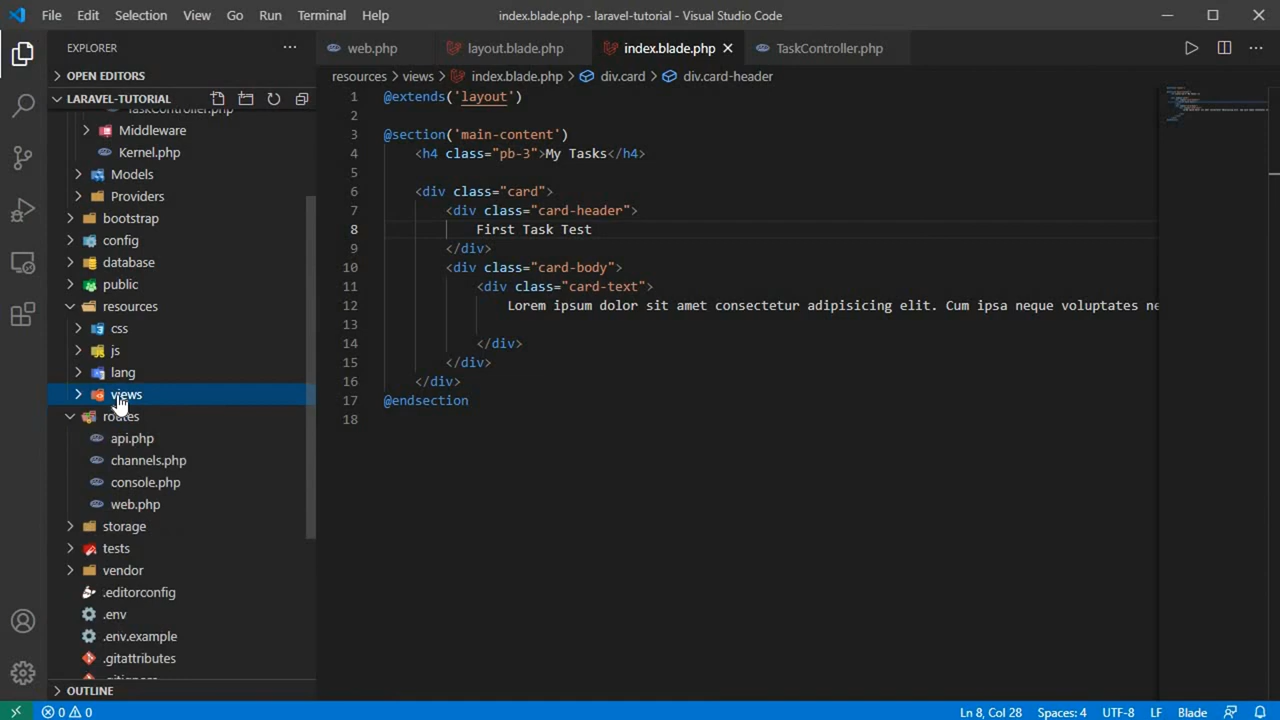 File Edit Selection View Go Run Terminal Help index.blade.php - laravel-tutorial - Visual Studio Code
EXPLORER
OPEN EDITORS
LARAVEL-TUTORIAL
TaskController.php
Middleware
Kernel.php
Models
Providers
bootstrap
config
database
public
resources
css
js
lang
views
routes
api.php
channels.php
console.php
web.php
storage
tests
vendor
.editorconfig
.env
.env.example
.gitattributes
.gitignore
OUTLINE
web.php layout.blade.php index.blade.php TaskController.php
resources > views > index.blade.php > div.card > div.card-header
1 @extends('layout')
2
3 @section('main-content')
4 <h4 class="pb-3">My Tasks</h4>
5
6 <div class="card">
7 <div class="card-header">
8 First Task Test
9 </div>
10 <div class="card-body">
11 <div class="card-text">
12 Lorem ipsum dolor sit amet consectetur adipisicing elit. Cum ipsa neque voluptates ne
13
14 </div>
15 </div>
16 </div>
17 @endsection
18
0 0 Ln 8, Col 28 Spaces: 4 UTF-8 LF Blade